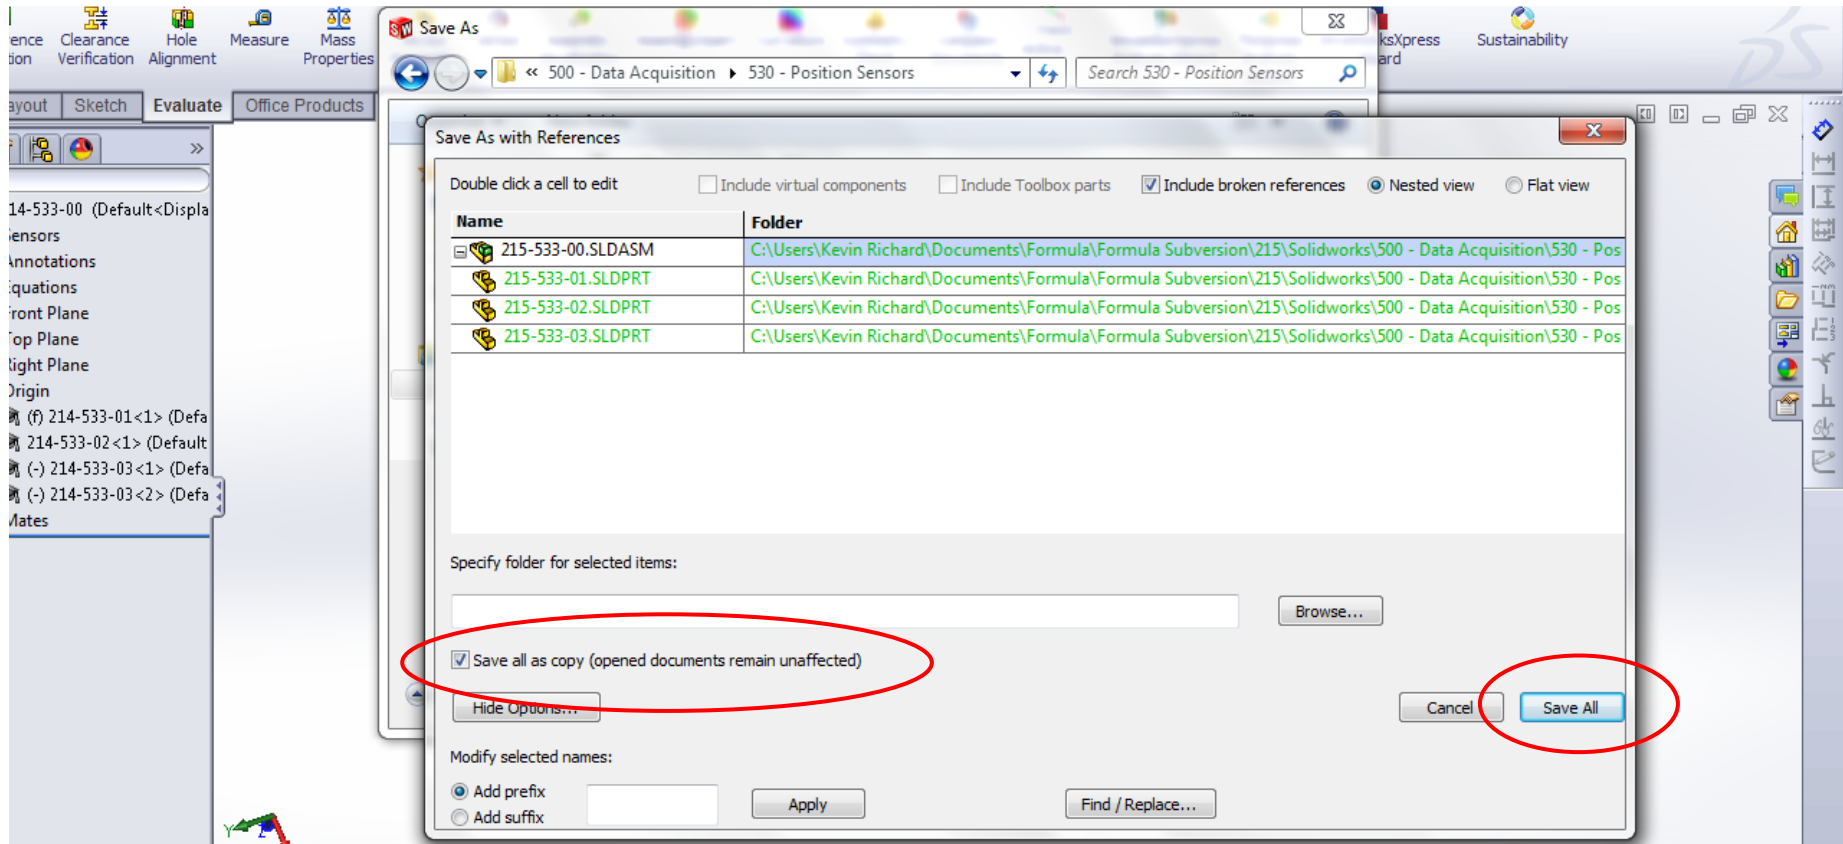 ence Clearance Hole Measure Mass
tion Verification Alignment Properties
Save As
ksXpress Sustainability
ard
« 500 - Data Acquisition 530 - Position Sensors
Search 530 - Position Sensors
ayout Sketch Evaluate Office Products
Save As with References
Double click a cell to edit
Include virtual components
Include Toolbox parts
Include broken references
Nested view
Flat view
Name Folder
215-533-00.SLDASM C:\Users\Kevin Richard\Documents\Formula\Formula Subversion\215\Solidworks\500 - Data Acquisition\530 - Pos
215-533-01.SLDPRT C:\Users\Kevin Richard\Documents\Formula\Formula Subversion\215\Solidworks\500 - Data Acquisition\530 - Pos
215-533-02.SLDPRT C:\Users\Kevin Richard\Documents\Formula\Formula Subversion\215\Solidworks\500 - Data Acquisition\530 - Pos
215-533-03.SLDPRT C:\Users\Kevin Richard\Documents\Formula\Formula Subversion\215\Solidworks\500 - Data Acquisition\530 - Pos
14-533-00 (Default<Displa
ensors
Annotations
quations
ront Plane
op Plane
ight Plane
Origin
(f) 214-533-01<1> (Defa
214-533-02<1> (Default
(-) 214-533-03<1> (Defa
(-) 214-533-03<2> (Defa
Mates
Specify folder for selected items:
Browse...
Save all as copy (opened documents remain unaffected)
Hide Options...
Cancel
Save All
Modify selected names:
Add prefix
Add suffix
Apply
Find / Replace...